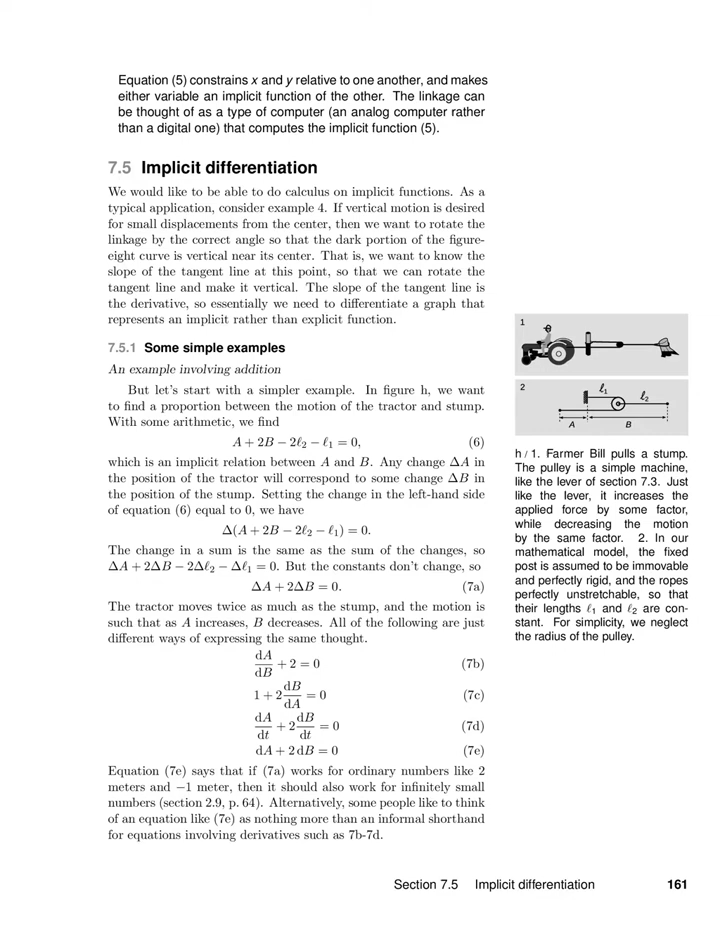 Equation (5) constrains x and y relative to one another, and makes
either variable an implicit function of the other. The linkage can
be thought of as a type of computer (an analog computer rather
than a digital one) that computes the implicit function (5).
7.5 Implicit differentiation
We would like to be able to do calculus on implicit functions. As a
typical application, consider example 4. If vertical motion is desired
for small displacements from the center, then we want to rotate the
linkage by the correct angle so that the dark portion of the figure-
eight curve is vertical near its center. That is, we want to know the
slope of the tangent line at this point, so that we can rotate the
tangent line and make it vertical. The slope of the tangent line is
the derivative, so essentially we need to differentiate a graph that
represents an implicit rather than explicit function.
7.5.1 Some simple examples
An example involving addition
But let's start with a simpler example. In figure h, we want
to find a proportion between the motion of the tractor and stump.
With some arithmetic, we find
A + 2B − 2ℓ₂ − ℓ₁ = 0, (6)
which is an implicit relation between A and B. Any change ΔA in
the position of the tractor will correspond to some change ΔB in
the position of the stump. Setting the change in the left-hand side
of equation (6) equal to 0, we have
Δ(A + 2B − 2ℓ₂ − ℓ₁) = 0.
The change in a sum is the same as the sum of the changes, so
ΔA + 2ΔB − 2Δℓ₂ − Δℓ₁ = 0. But the constants don't change, so
ΔA + 2ΔB = 0. (7a)
The tractor moves twice as much as the stump, and the motion is
such that as A increases, B decreases. All of the following are just
different ways of expressing the same thought.
dA/dB + 2 = 0 (7b)
1 + 2 dB/dA = 0 (7c)
dA/dt + 2 dB/dt = 0 (7d)
dA + 2 dB = 0 (7e)
Equation (7e) says that if (7a) works for ordinary numbers like 2
meters and −1 meter, then it should also work for infinitely small
numbers (section 2.9, p. 64). Alternatively, some people like to think
of an equation like (7e) as nothing more than an informal shorthand
for equations involving derivatives such as 7b-7d.
1
2
ℓ₁
ℓ₂
A
B
h / 1. Farmer Bill pulls a stump.
The pulley is a simple machine,
like the lever of section 7.3. Just
like the lever, it increases the
applied force by some factor,
while decreasing the motion
by the same factor. 2. In our
mathematical model, the fixed
post is assumed to be immovable
and perfectly rigid, and the ropes
perfectly unstretchable, so that
their lengths ℓ₁ and ℓ₂ are con-
stant. For simplicity, we neglect
the radius of the pulley.
Section 7.5 Implicit differentiation 161